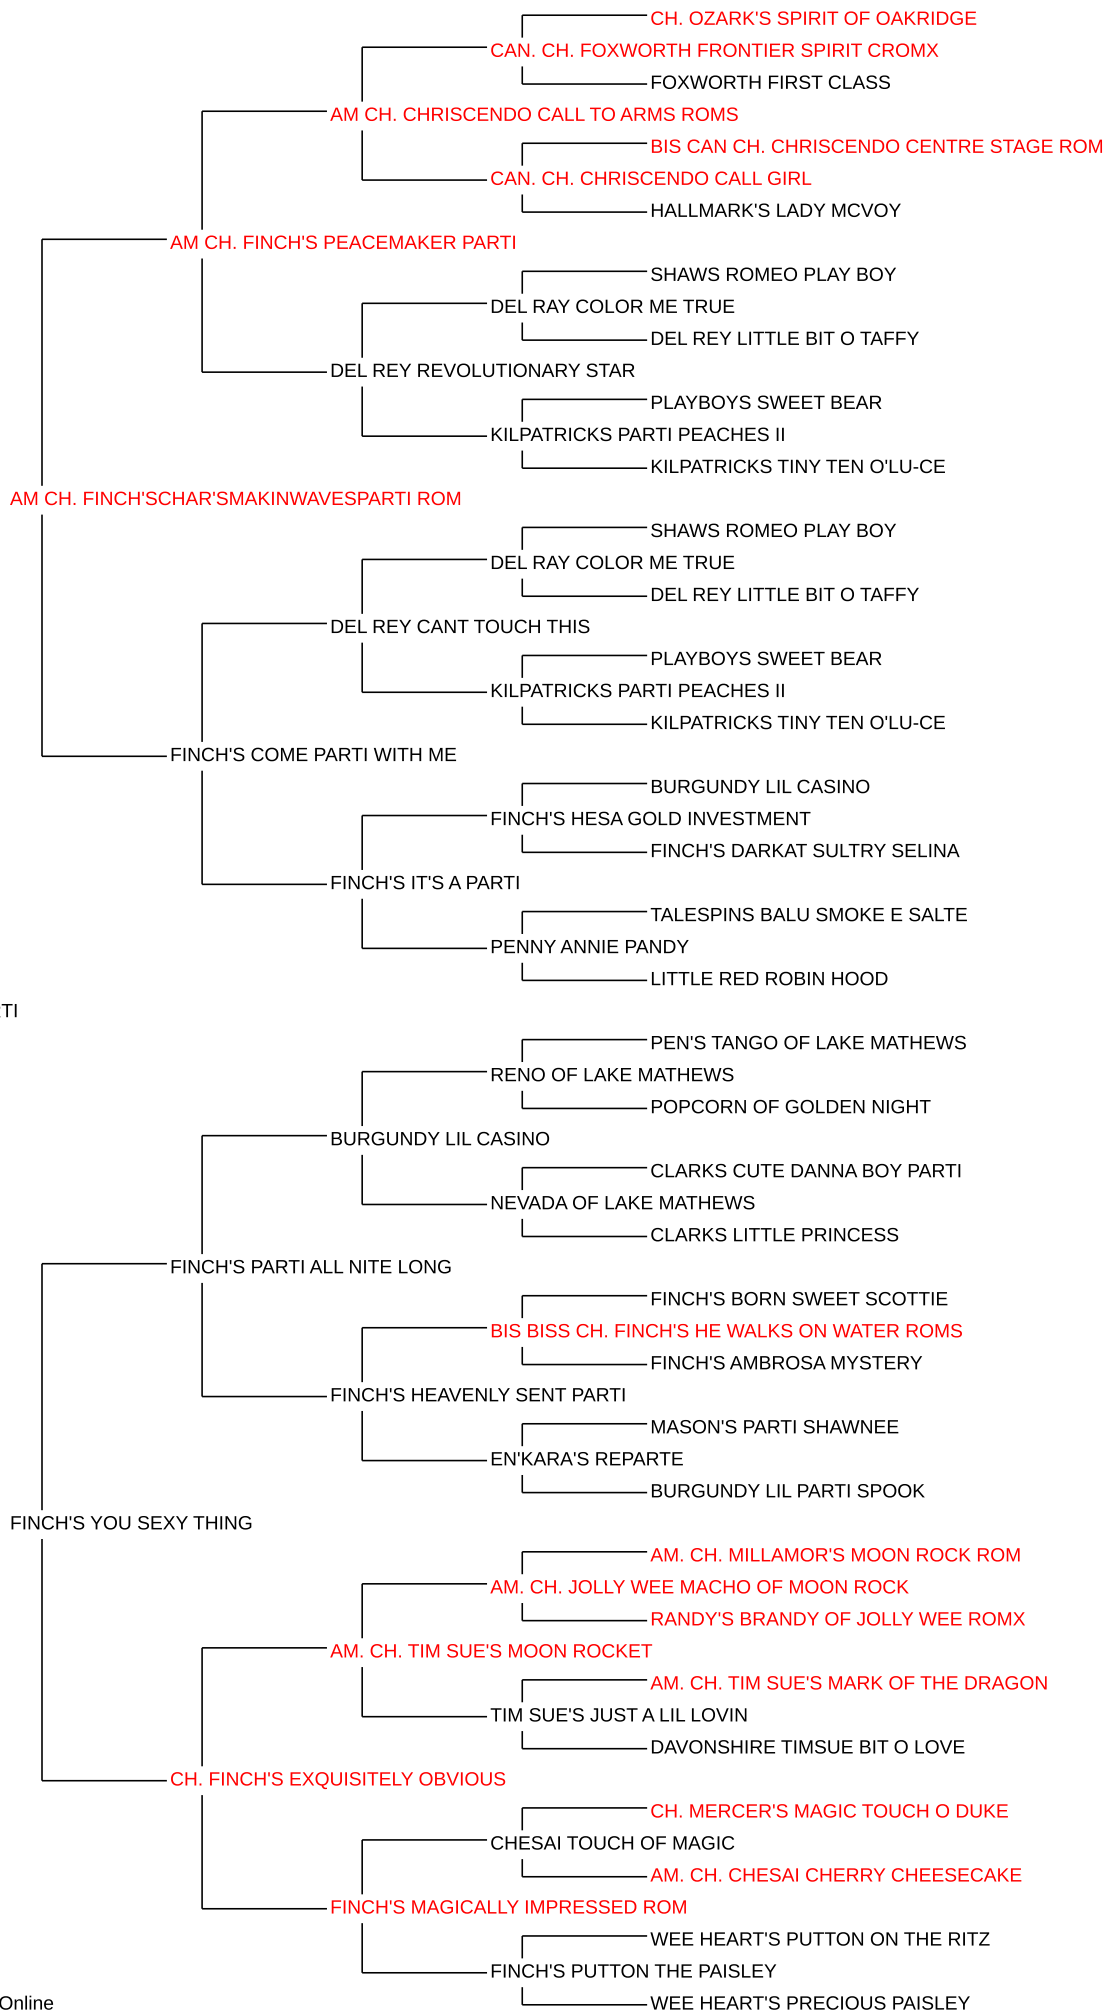 CH. OZARK'S SPIRIT OF OAKRIDGE
CAN. CH. FOXWORTH FRONTIER SPIRIT CROMX
FOXWORTH FIRST CLASS
AM CH. CHRISCENDO CALL TO ARMS ROMS
BIS CAN CH. CHRISCENDO CENTRE STAGE ROM
CAN. CH. CHRISCENDO CALL GIRL
HALLMARK'S LADY MCVOY
AM CH. FINCH'S PEACEMAKER PARTI
SHAWS ROMEO PLAY BOY
DEL RAY COLOR ME TRUE
DEL REY LITTLE BIT O TAFFY
DEL REY REVOLUTIONARY STAR
PLAYBOYS SWEET BEAR
KILPATRICKS PARTI PEACHES II
KILPATRICKS TINY TEN O'LU-CE
AM CH. FINCH'SCHAR'SMAKINWAVESPARTI ROM
SHAWS ROMEO PLAY BOY
DEL RAY COLOR ME TRUE
DEL REY LITTLE BIT O TAFFY
DEL REY CANT TOUCH THIS
PLAYBOYS SWEET BEAR
KILPATRICKS PARTI PEACHES II
KILPATRICKS TINY TEN O'LU-CE
FINCH'S COME PARTI WITH ME
BURGUNDY LIL CASINO
FINCH'S HESA GOLD INVESTMENT
FINCH'S DARKAT SULTRY SELINA
FINCH'S IT'S A PARTI
TALESPINS BALU SMOKE E SALTE
PENNY ANNIE PANDY
LITTLE RED ROBIN HOOD
TI
PEN'S TANGO OF LAKE MATHEWS
RENO OF LAKE MATHEWS
POPCORN OF GOLDEN NIGHT
BURGUNDY LIL CASINO
CLARKS CUTE DANNA BOY PARTI
NEVADA OF LAKE MATHEWS
CLARKS LITTLE PRINCESS
FINCH'S PARTI ALL NITE LONG
FINCH'S BORN SWEET SCOTTIE
BIS BISS CH. FINCH'S HE WALKS ON WATER ROMS
FINCH'S AMBROSA MYSTERY
FINCH'S HEAVENLY SENT PARTI
MASON'S PARTI SHAWNEE
EN'KARA'S REPARTE
BURGUNDY LIL PARTI SPOOK
FINCH'S YOU SEXY THING
AM. CH. MILLAMOR'S MOON ROCK ROM
AM. CH. JOLLY WEE MACHO OF MOON ROCK
RANDY'S BRANDY OF JOLLY WEE ROMX
AM. CH. TIM SUE'S MOON ROCKET
AM. CH. TIM SUE'S MARK OF THE DRAGON
TIM SUE'S JUST A LIL LOVIN
DAVONSHIRE TIMSUE BIT O LOVE
CH. FINCH'S EXQUISITELY OBVIOUS
CH. MERCER'S MAGIC TOUCH O DUKE
CHESAI TOUCH OF MAGIC
AM. CH. CHESAI CHERRY CHEESECAKE
FINCH'S MAGICALLY IMPRESSED ROM
WEE HEART'S PUTTON ON THE RITZ
FINCH'S PUTTON THE PAISLEY
WEE HEART'S PRECIOUS PAISLEY
Online